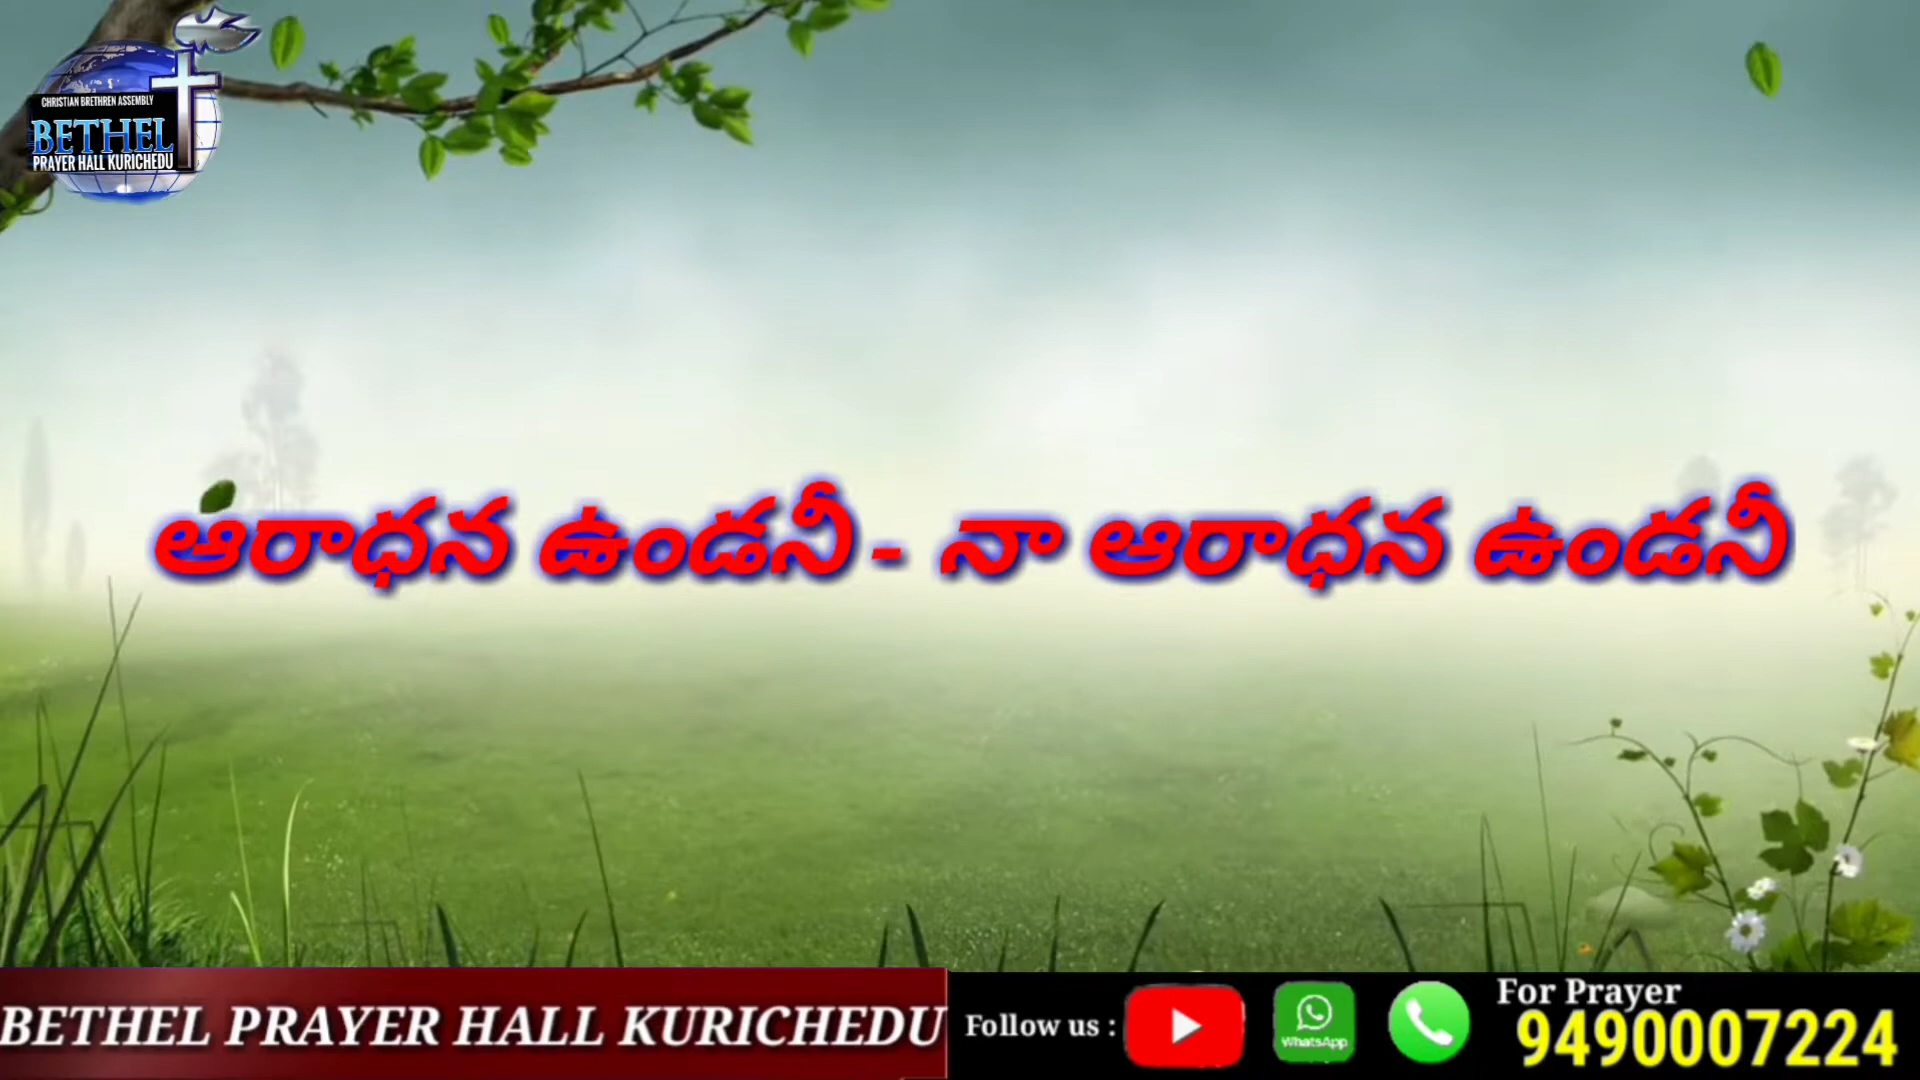 CHRISTIAN BRETHREN ASSEMBLY
BETHEL
PRAYER HALL KURICHEDU
ఆరాధన ఉండనీ - నా ఆరాధన ఉండనీ
BETHEL PRAYER HALL KURICHEDU
Follow us :
WhatsApp
For Prayer
9490007224